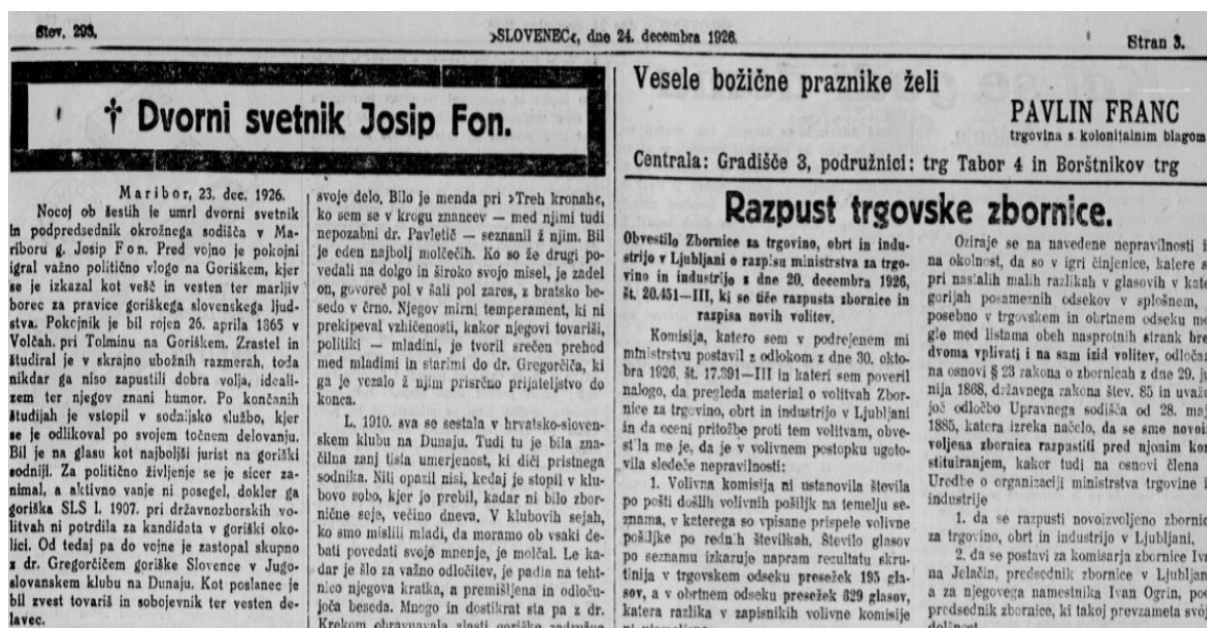 Štev. 293.
»SLOVENEC«, dne 24. decembra 1926.
Stran 3.
† Dvorni svetnik Josip Fon.
Maribor, 23. dec. 1926.
Nocoj ob šestih je umrl dvorni svetnik
in podpredsednik okrožnega sodišča v Ma-
riboru g. Josip Fon. Pred vojno je pokojni
igral važno politično vlogo na Goriškem, kjer
se je izkazal kot vešč in vesten ter marljiv
borec za pravice goriškega slovenskega ljud-
stva. Pokojnik je bil rojen 26. aprila 1865 v
Volčah pri Tolminu na Goriškem. Zrastel in
študiral je v skrajno ubožnih razmerah, toda
nikdar ga niso zapustili dobra volja, ideali-
zem ter njegov znani humor. Po končanih
študijah je vstopil v sodnijsko službo, kjer
se je odlikoval po svojem točnem delovanju.
Bil je na glasu kot najboljši jurist na goriški
sodniji. Za politično življenje se je sicer za-
nimal, a aktivno vanje ni posegel, dokler ga
goriška SLS l. 1907. pri državnozborskih vo-
litvah ni potrdila za kandidata v goriški oko-
lici. Od tedaj pa do vojne je zastopal skupno
z dr. Gregorčičem goriške Slovence v Jugo-
slovanskem klubu na Dunaju. Kot poslanec je
bil zvest tovariš in sobojevnik ter vesten de-
lavec.
svoje delo. Bilo je menda pri »Treh kronah«,
ko sem se v krogu znancev — med njimi tudi
nepozabni dr. Pavletič — seznanil ž njim. Bil
je eden najbolj molčečih. Ko so že drugi po-
vedali na dolgo in široko svojo misel, je zadel
on, govoreč pol v šali pol zares, z bratsko be-
sedo v črno. Njegov mirni temperament, ki ni
prekipeval vzhičenosti, kakor njegovi tovariši,
politiki — mladini, je tvoril srečen prehod
med mladimi in starimi do dr. Gregorčiča, ki
ga je vezalo ž njim prisrčno prijateljstvo do
konca.
L. 1910. sva se sestala v hrvatsko-sloven-
skem klubu na Dunaju. Tudi tu je bila zna-
čilna zanj tista umerjenost, ki diči pristnega
sodnika. Niti opazil nisi, kedaj je stopil v klu-
bovo sobo, kjer jo prebil, kadar ni bilo zbor-
nične seje, večino dneva. V klubovih sejah,
ko smo mislili mladi, da moramo ob vsaki de-
bati povedati svoje mnenje, je molčal. Le ka-
dar je šlo za važno odločitev, je padla na teht-
nico njegova kratka, a premišljena in odloču-
joča beseda. Mnogo in dostikrat sta pa z dr.
Krekom obravnavala zlasti goriške zadružne
Vesele božične praznike želi
PAVLIN FRANC
trgovina s kolonijalnim blagom
Centrala: Gradišče 3, podružnici: trg Tabor 4 in Borštnikov trg
Razpust trgovske zbornice.
Obvestilo Zbornice za trgovino, obrt in indu-
strijo v Ljubljani o razpisu ministrstva za trgo-
vino in industrijo z dne 20. decembra 1926,
št. 20.451—III, ki se tiče razpusta zbornice in
razpisa novih volitev.
Komisija, katero sem v podrejenem mi
ministrstvu postavil z odlokom z dne 30. okto-
bra 1926, št. 17.391—III in kateri sem poveril
nalogo, da pregleda material o volitvah Zbor-
nice za trgovino, obrt in industrijo v Ljubljani
in da oceni pritožbe proti tem volitvam, obve-
stila me je, da je v volivnem postopku ugoto-
vila sledeče nepravilnosti:
1. Volivna komisija ni ustanovila števila
po pošti došlih volivnih pošiljk na temelju se-
znama, v katerega so vpisane prispele volivne
pošiljke po rednih številkah. Število glasov
po seznamu izkazuje napram rezultatu skru-
tinija v trgovskem odseku presežek 195 gla-
sov, a v obrtnem odseku presežek 329 glasov,
katera razlika v zapisnikih volivne komisije
Oziraje se na navedene nepravilnosti i
na okolnost, da so v igri činjenice, katere s
pri nastalih malih razlikah v glasovih v kate
gorijah posameznih odsekov v splošnem,
posebno v trgovskem in obrtnem odseku mo
gle med listama obeh nasprotnih strank bre
dvoma vplivati i na sam izid volitev, odločan
na osnovi § 23 zakona o zbornicah z dne 29. ju
nija 1868, državnega zakona štev. 85 in uvažu
joč odločbo Upravnega sodišča od 28. maj
1885, katera izreka načelo, da se sme novoiz
voljena zbornica razpustiti pred njonim kon
stituiranjem, kakor tudi na osnovi člena
Uredbe o organizaciji ministrstva trgovine i
industrije
1. da se razpusti novoizvoljeno zbornico
za trgovino, obrt in industrijo v Ljubljani,
2. da se postavi za komisarja zbornice Iva
na Jelačin, predsednik zbornice v Ljubljan
a za njegovega namestnika Ivan Ogrin, pod
predsednik zbornice, ki takoj prevzameta svoj